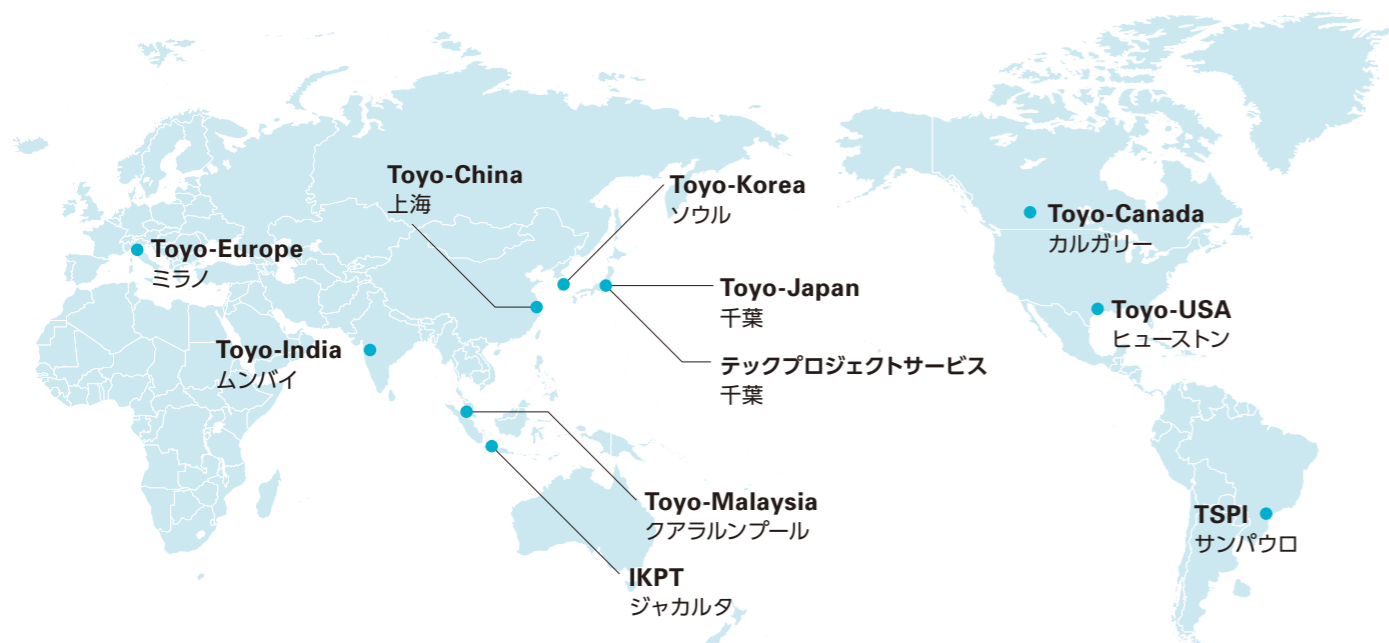 Toyo-China
上海
Toyo-Korea
ソウル
Toyo-Canada
カルガリー
Toyo-Europe
ミラノ
Toyo-Japan
千葉
Toyo-USA
ヒューストン
Toyo-India
ムンバイ
テックプロジェクトサービス
千葉
Toyo-Malaysia
クアラルンプール
TSPI
サンパウロ
IKPT
ジャカルタ